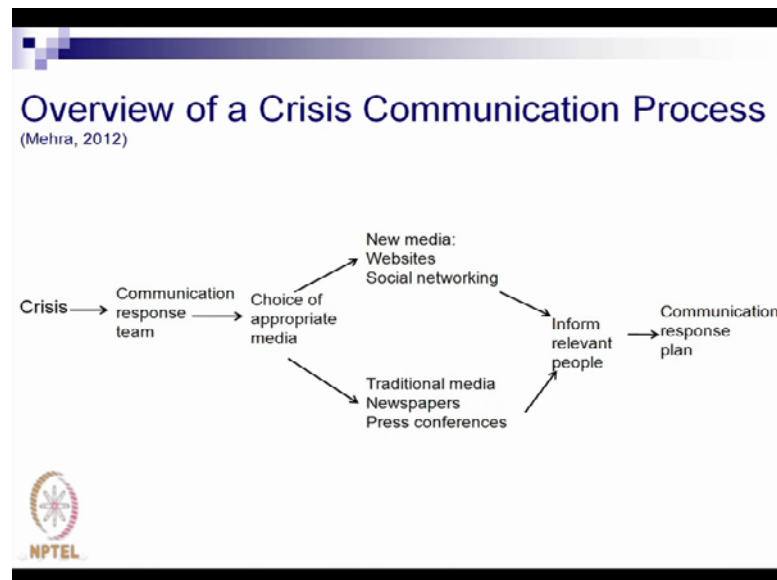 Overview of a Crisis Communication Process
(Mehra, 2012)
Crisis
Communication
response
team
Choice of
appropriate
media
New media:
Websites
Social networking
Traditional media
Newspapers
Press conferences
Inform
relevant
people
Communication
response
plan
NPTEL